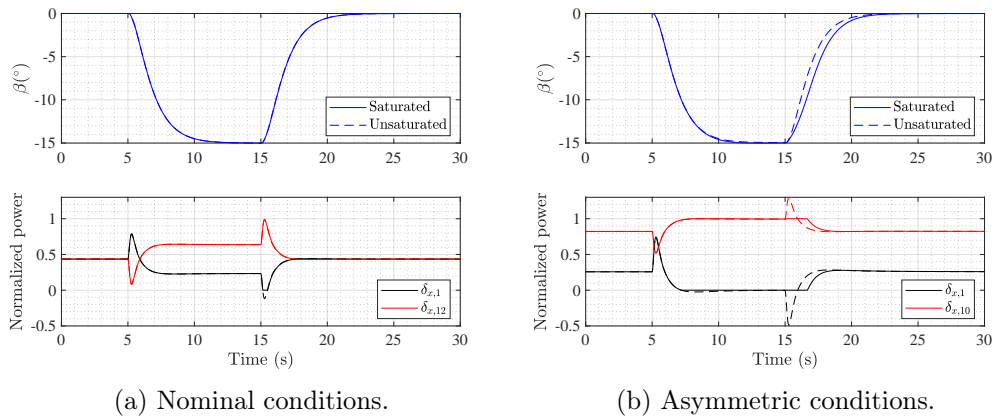 0
-5
-10
-15
β(°)
Saturated
Unsaturated
0 5 10 15 20 25 30
1
0.5
0
-0.5
Normalized power
δx,1
δx,12
0 5 10 15 20 25 30
Time (s)
(a) Nominal conditions.
0
-5
-10
-15
β(°)
Saturated
Unsaturated
0 5 10 15 20 25 30
1
0.5
0
-0.5
Normalized power
δx,1
δx,10
0 5 10 15 20 25 30
Time (s)
(b) Asymmetric conditions.